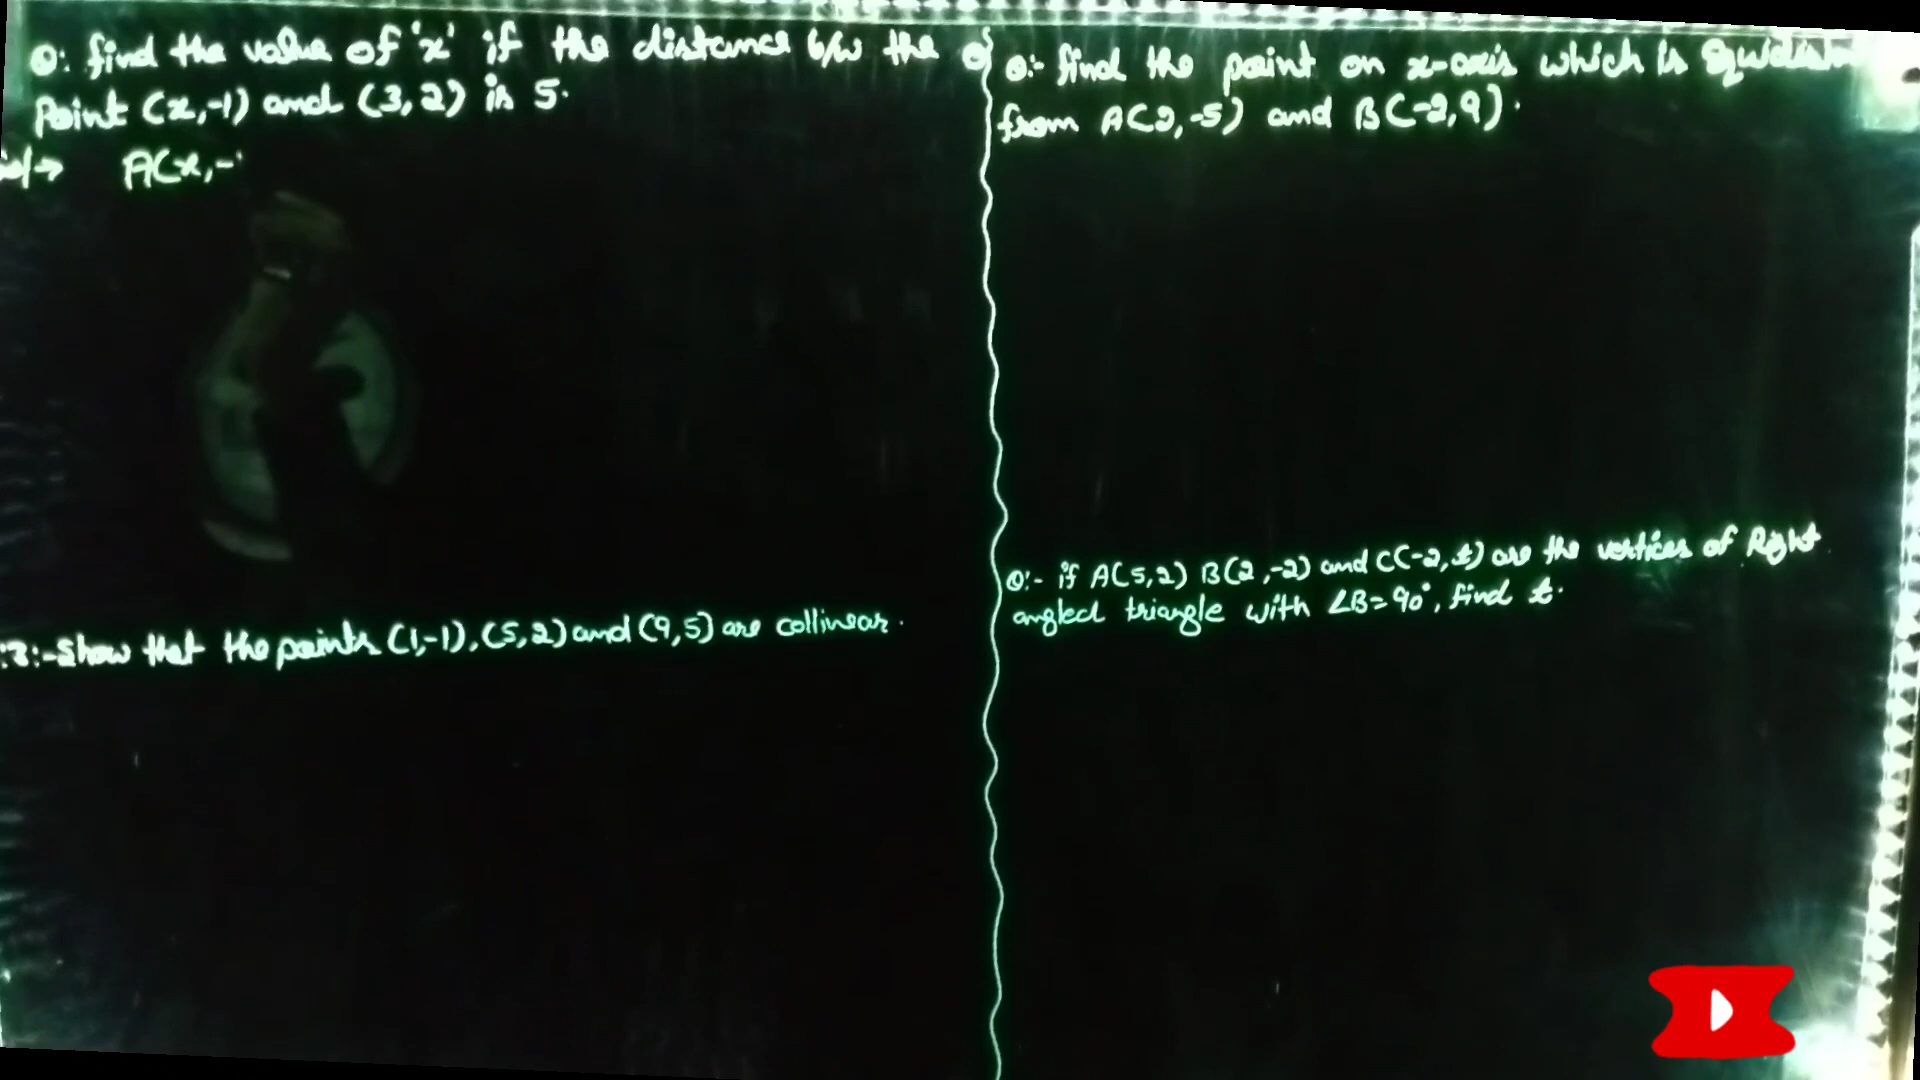 Q: find the value of 'x' if the distance b/w the
Point (x,-1) and (3,2) is 5.
A(x,-
:3:- Show that the points (1,-1), (5,2) and (9,5) are collinear.
Q:- find the point on x-axis which is
from A(2,-5) and B(-2,9).
Q:- if A(5,2) B(2,-2) and C(-2,t) are the vertices of Right
angled triangle with ∠B=90°, find t.